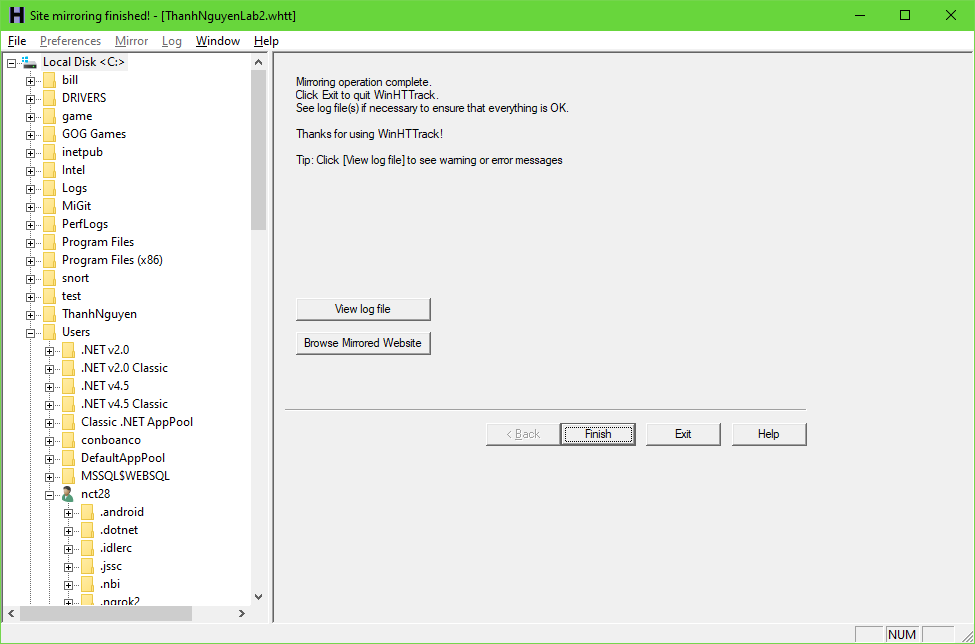 Site mirroring finished! - [ThanhNguyenLab2.whtt]
File Preferences Mirror Log Window Help
Local Disk <C:>
bill
DRIVERS
game
GOG Games
inetpub
Intel
Logs
MiGit
PerfLogs
Program Files
Program Files (x86)
snort
test
ThanhNguyen
Users
.NET v2.0
.NET v2.0 Classic
.NET v4.5
.NET v4.5 Classic
Classic .NET AppPool
conboanco
DefaultAppPool
MSSQL$WEBSQL
nct28
.android
.dotnet
.idlerc
.jssc
.nbi
.ngrok2
Mirroring operation complete.
Click Exit to quit WinHTTrack.
See log file(s) if necessary to ensure that everything is OK.
Thanks for using WinHTTrack!
Tip: Click [View log file] to see warning or error messages
View log file
Browse Mirrored Website
< Back Finish Exit Help
NUM